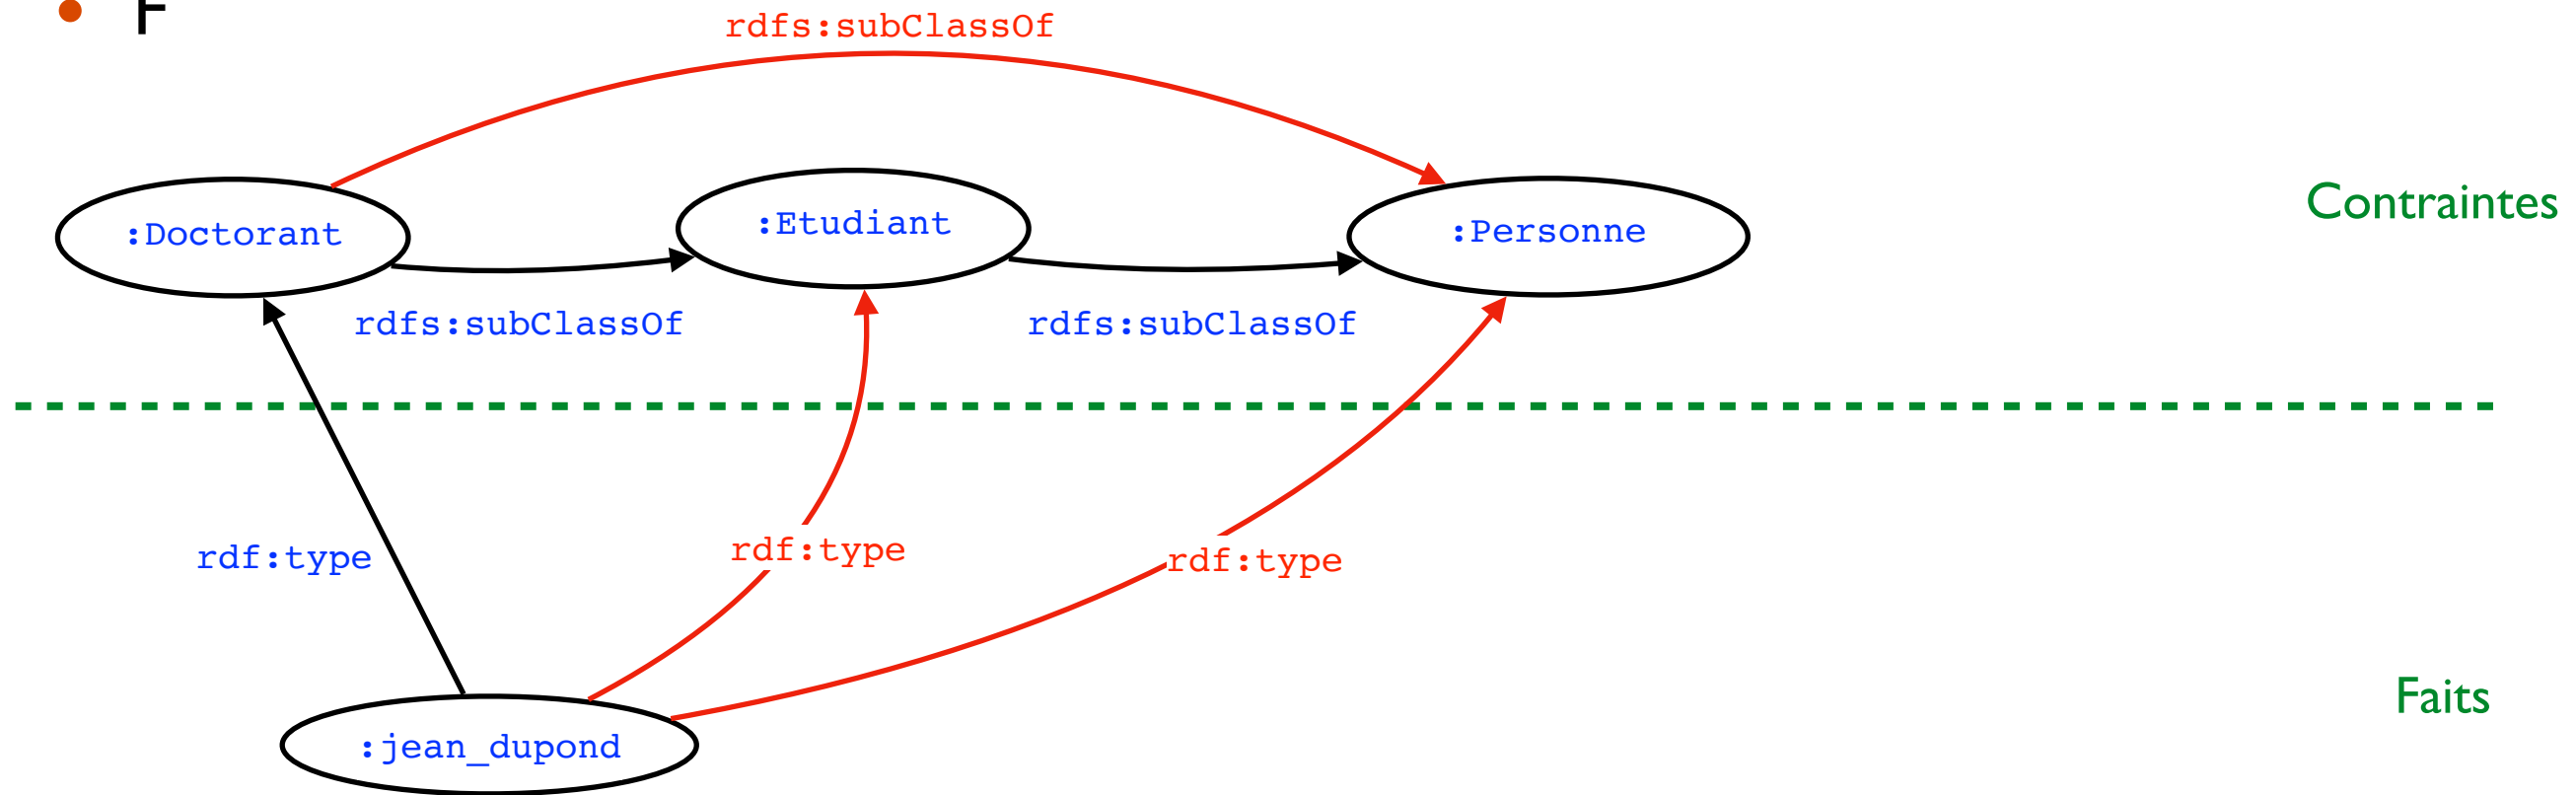 rdfs:subClassOf
:Doctorant
:Etudiant
:Personne
Contraintes
rdfs:subClassOf
rdfs:subClassOf
rdf:type
rdf:type
rdf:type
Faits
:jean_dupond